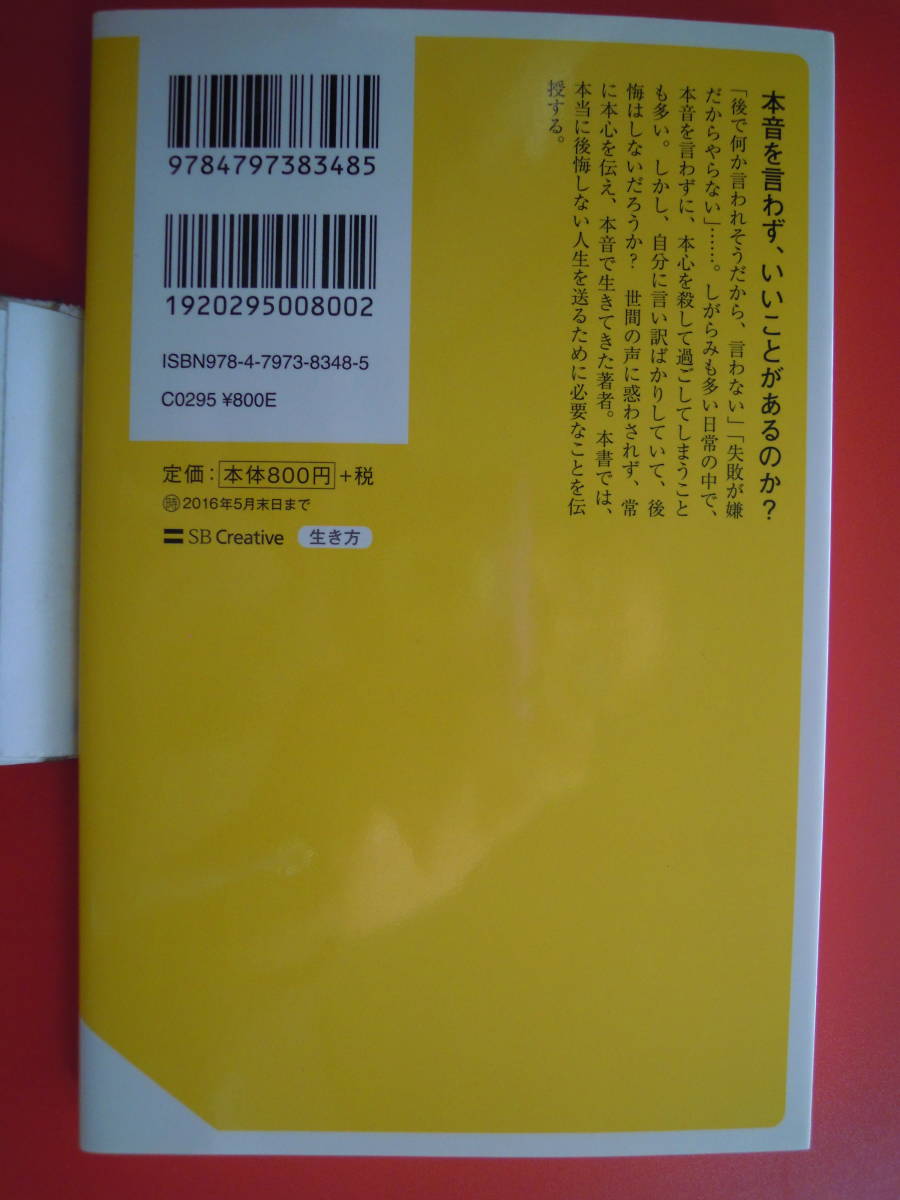 本音を言わず、いいことがあるのか?
「後で何か言われそうだから、言わない」「失敗が嫌
だからやらない」……。しがらみも多い日常の中で、
本音を言わずに、本心を殺して過ごしてしまうこと
も多い。しかし、自分に言い訳ばかりしていて、後
悔はしないだろうか? 世間の声に惑わされず、常
に本心を伝え、本音で生きてきた著者。本書では、
本当に後悔しない人生を送るために必要なことを伝
授する。
9784797383485
1920295008002
ISBN978-4-7973-8348-5
C0295 ¥800E
定価:本体800円+税
時2016年5月末日まで
SB Creative 生き方